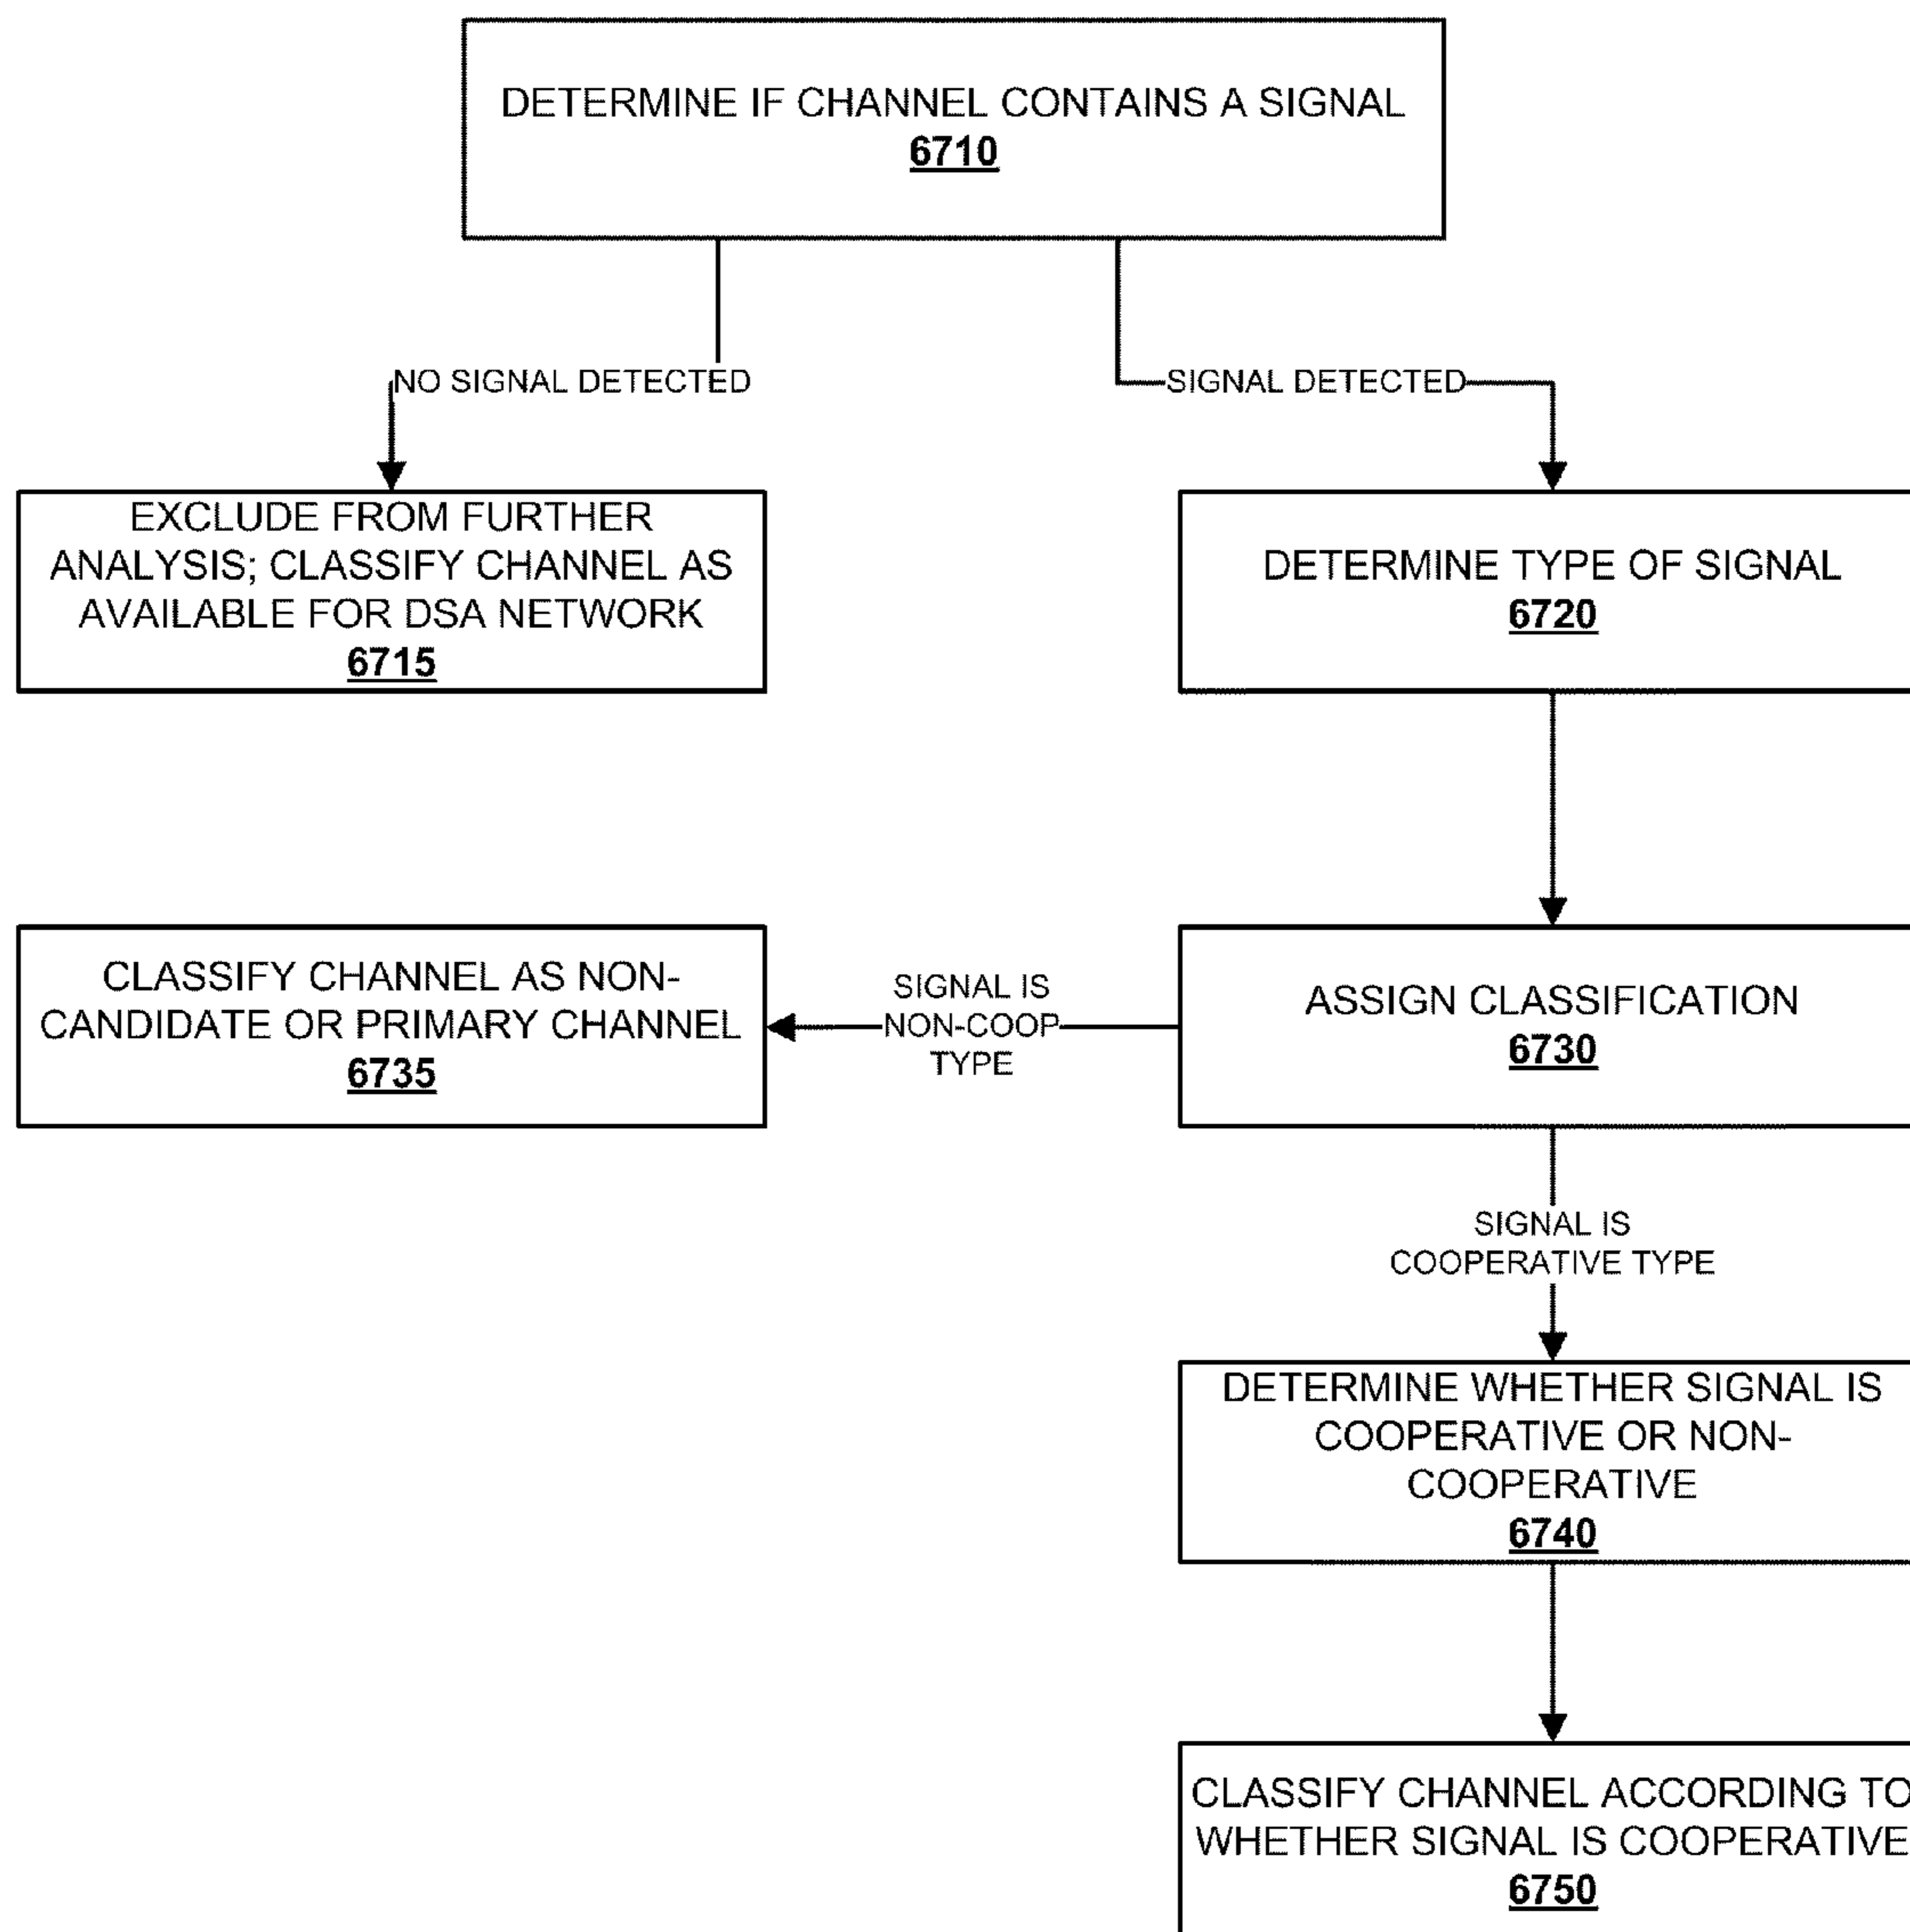 DETERMINE IF CHANNEL CONTAINS A SIGNAL
6710
NO SIGNAL DETECTED
SIGNAL DETECTED
EXCLUDE FROM FURTHER
ANALYSIS; CLASSIFY CHANNEL AS
AVAILABLE FOR DSA NETWORK
6715
DETERMINE TYPE OF SIGNAL
6720
CLASSIFY CHANNEL AS NON-
CANDIDATE OR PRIMARY CHANNEL
6735
SIGNAL IS
NON-COOP
TYPE
ASSIGN CLASSIFICATION
6730
SIGNAL IS
COOPERATIVE TYPE
DETERMINE WHETHER SIGNAL IS
COOPERATIVE OR NON-
COOPERATIVE
6740
CLASSIFY CHANNEL ACCORDING TO
WHETHER SIGNAL IS COOPERATIVE
6750